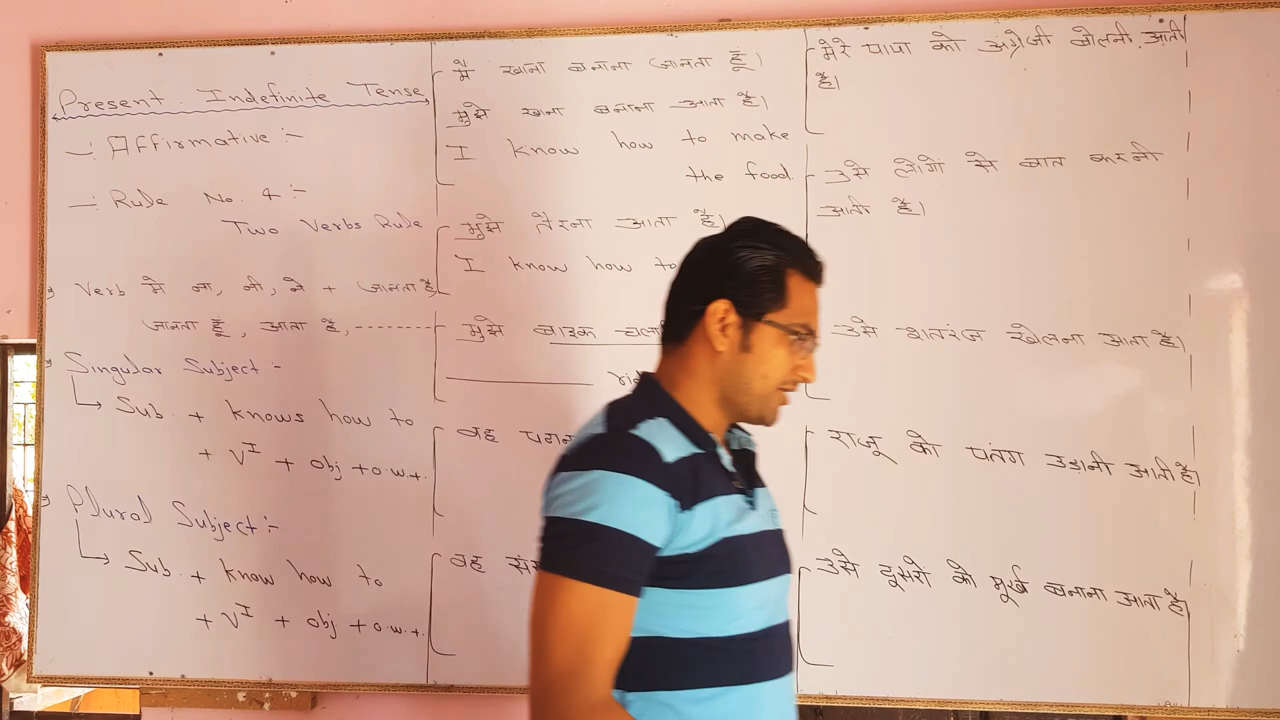 Present Indefinite Tense
-: Affirmative :-
-: Rule No. 4 :-
Two Verbs Rule
Verb में ना, नी, ने + जानता है
जानता हूँ, आता है, --------
Singular Subject :-
Sub. + knows how to
+ V^I + obj + o.w.+.
Plural Subject :-
Sub. + know how to
+ V^I + obj + o.w.+.
मैं खाना बनाना जानता हूँ।
मुझे खाना बनाना आता है।
I know how to make
the food.
मुझे तैरना आता है।
I know how to
मुझे बाइक
वह
वह
मेरे पापा को अंग्रेजी बोलनी आती
है।
उसे लोगों से बात करनी
आती है।
उसे शतरंज खेलना आता है।
राजू को पतंग उडानी आती है।
उसे दूसरों को मूर्ख बनाना आता है